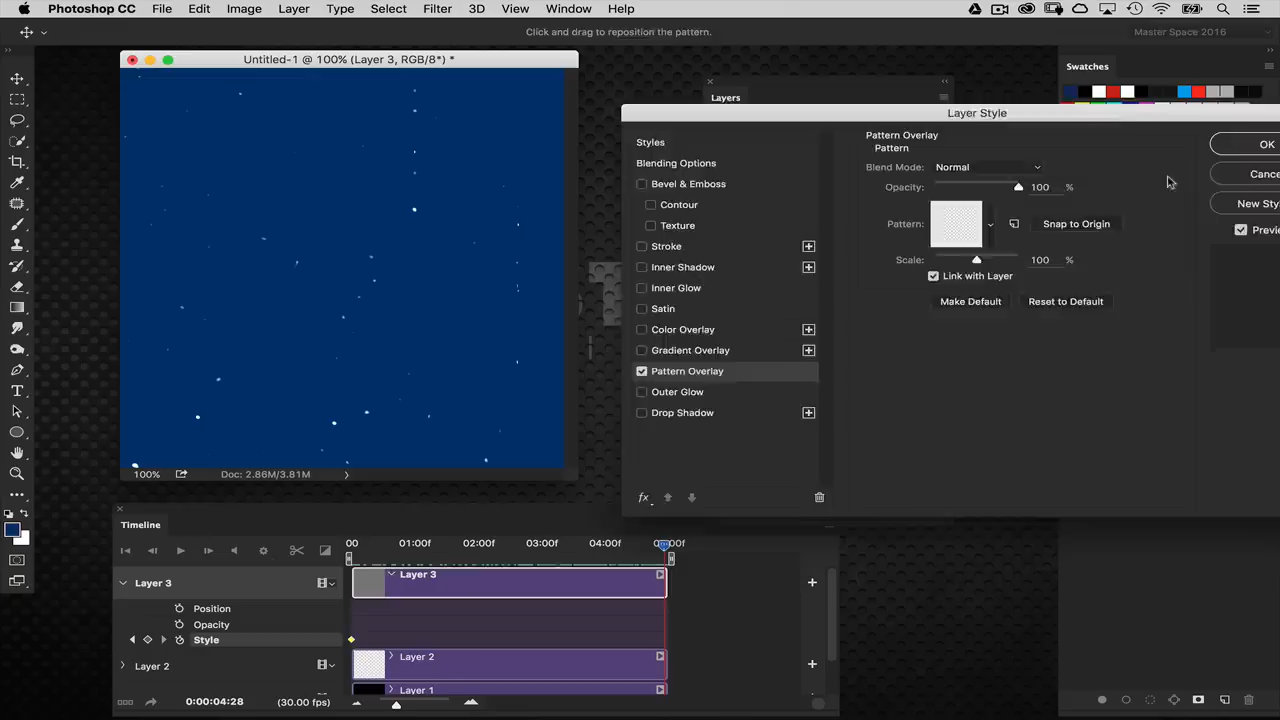 Photoshop CC File Edit Image Layer Type Select Filter 3D View Window Help
Click and drag to reposition the pattern.
Master Space 2016
Untitled-1 @ 100% (Layer 3, RGB/8*) *
Swatches
Layers
Layer Style
Styles
Blending Options
Bevel & Emboss
Contour
Texture
Stroke
Inner Shadow
Inner Glow
Satin
Color Overlay
Gradient Overlay
Pattern Overlay
Outer Glow
Drop Shadow
fx
Pattern Overlay
Pattern
Blend Mode: Normal
Opacity: 100 %
Pattern: Snap to Origin
Scale: 100 %
Link with Layer
Make Default Reset to Default
OK
Cance
New Sty
Previe
100% Doc: 2.86M/3.81M
Timeline
00 01:00f 02:00f 03:00f 04:00f 00f
Layer 3 Layer 3
Position
Opacity
Style
Layer 2 Layer 2
Layer 1
0:00:04:28 (30.00 fps)